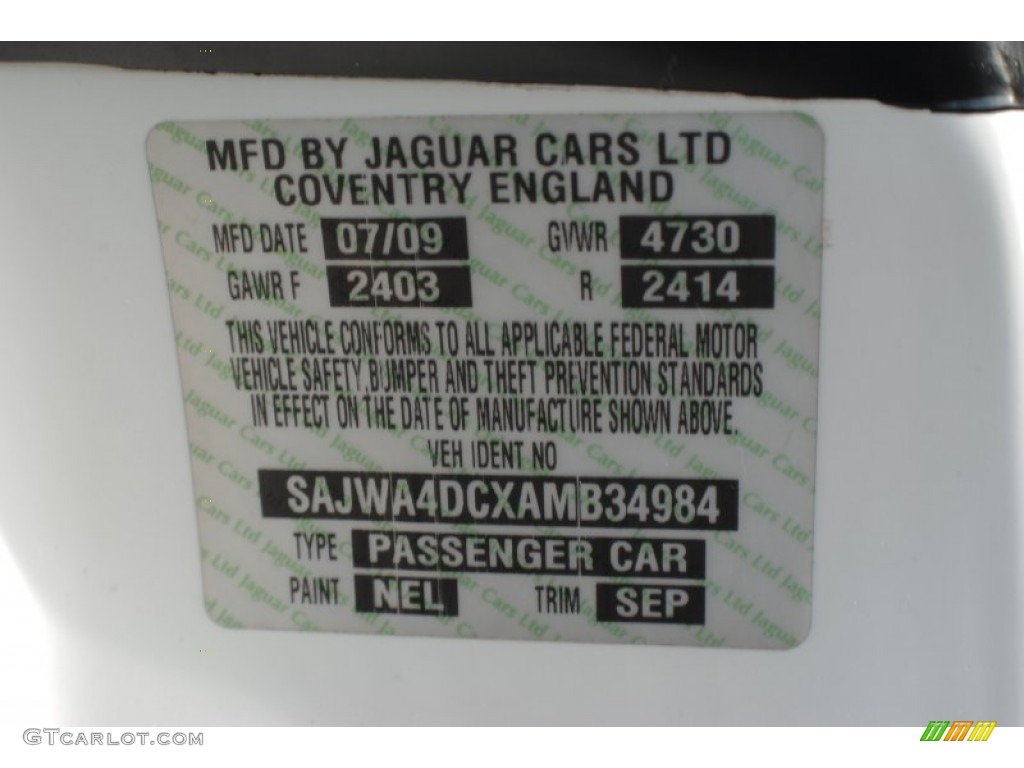 MFD BY JAGUAR CARS LTD
COVENTRY ENGLAND
MFD DATE 07/09 GVWR 4730
GAWR F 2403 R 2414
THIS VEHICLE CONFORMS TO ALL APPLICABLE FEDERAL MOTOR
VEHICLE SAFETY,BUMPER AND THEFT PREVENTION STANDARDS
IN EFFECT ON THE DATE OF MANUFACTURE SHOWN ABOVE.
VEH IDENT NO
SAJWA4DCXAMB34984
TYPE PASSENGER CAR
PAINT NEL TRIM SEP
GTCarlot.com